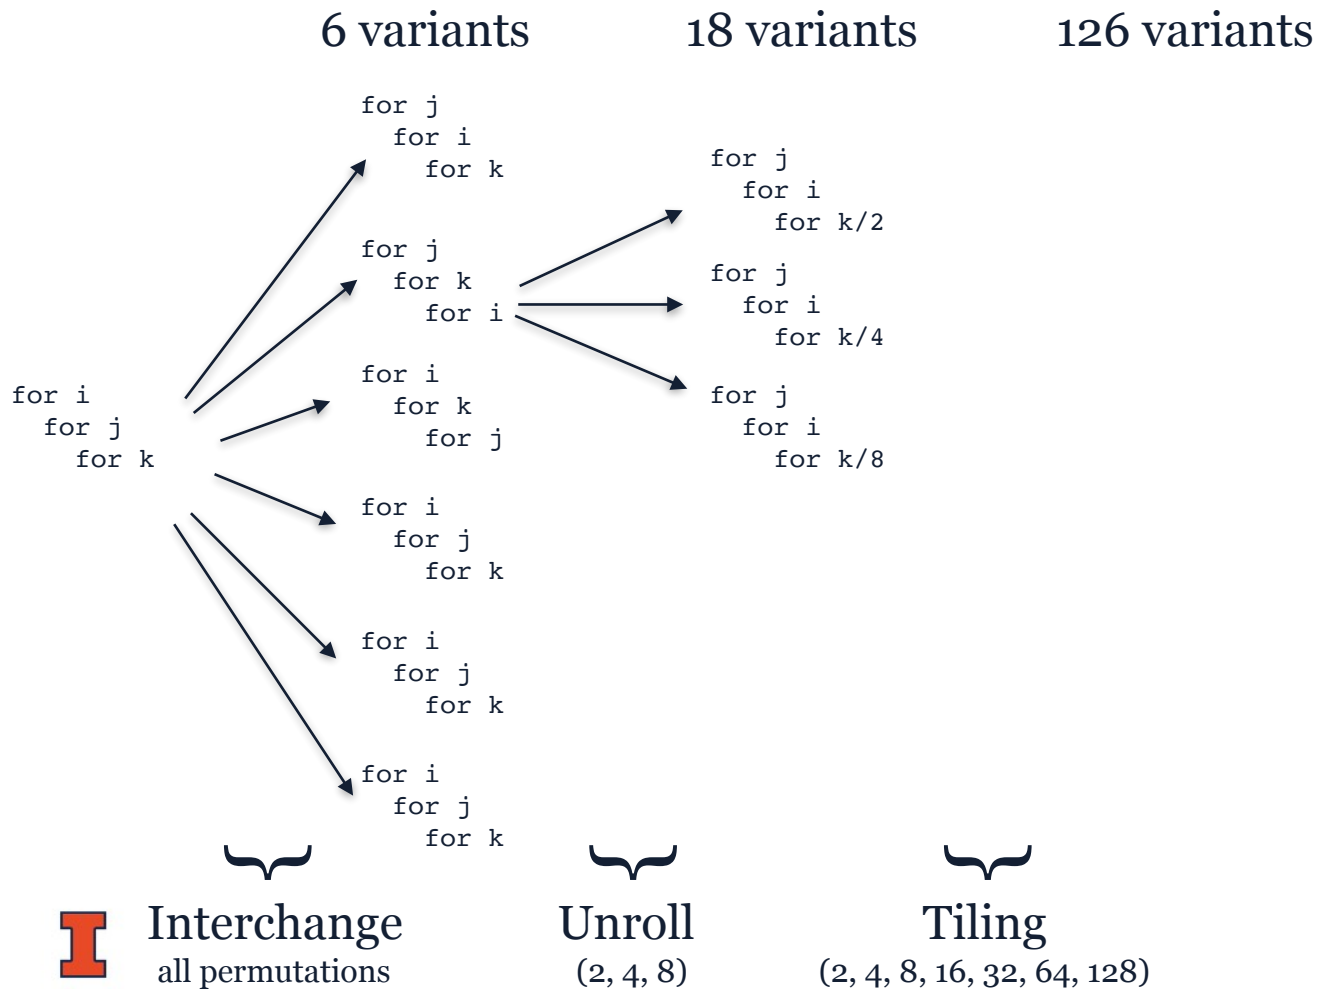 6 variants
18 variants
126 variants
for i
for j
for k
for j
for i
for k
for j
for k
for i
for i
for k
for j
for i
for j
for k
for i
for j
for k
for i
for j
for k
for j
for i
for k/2
for j
for i
for k/4
for j
for i
for k/8
Interchange
all permutations
Unroll
(2, 4, 8)
Tiling
(2, 4, 8, 16, 32, 64, 128)